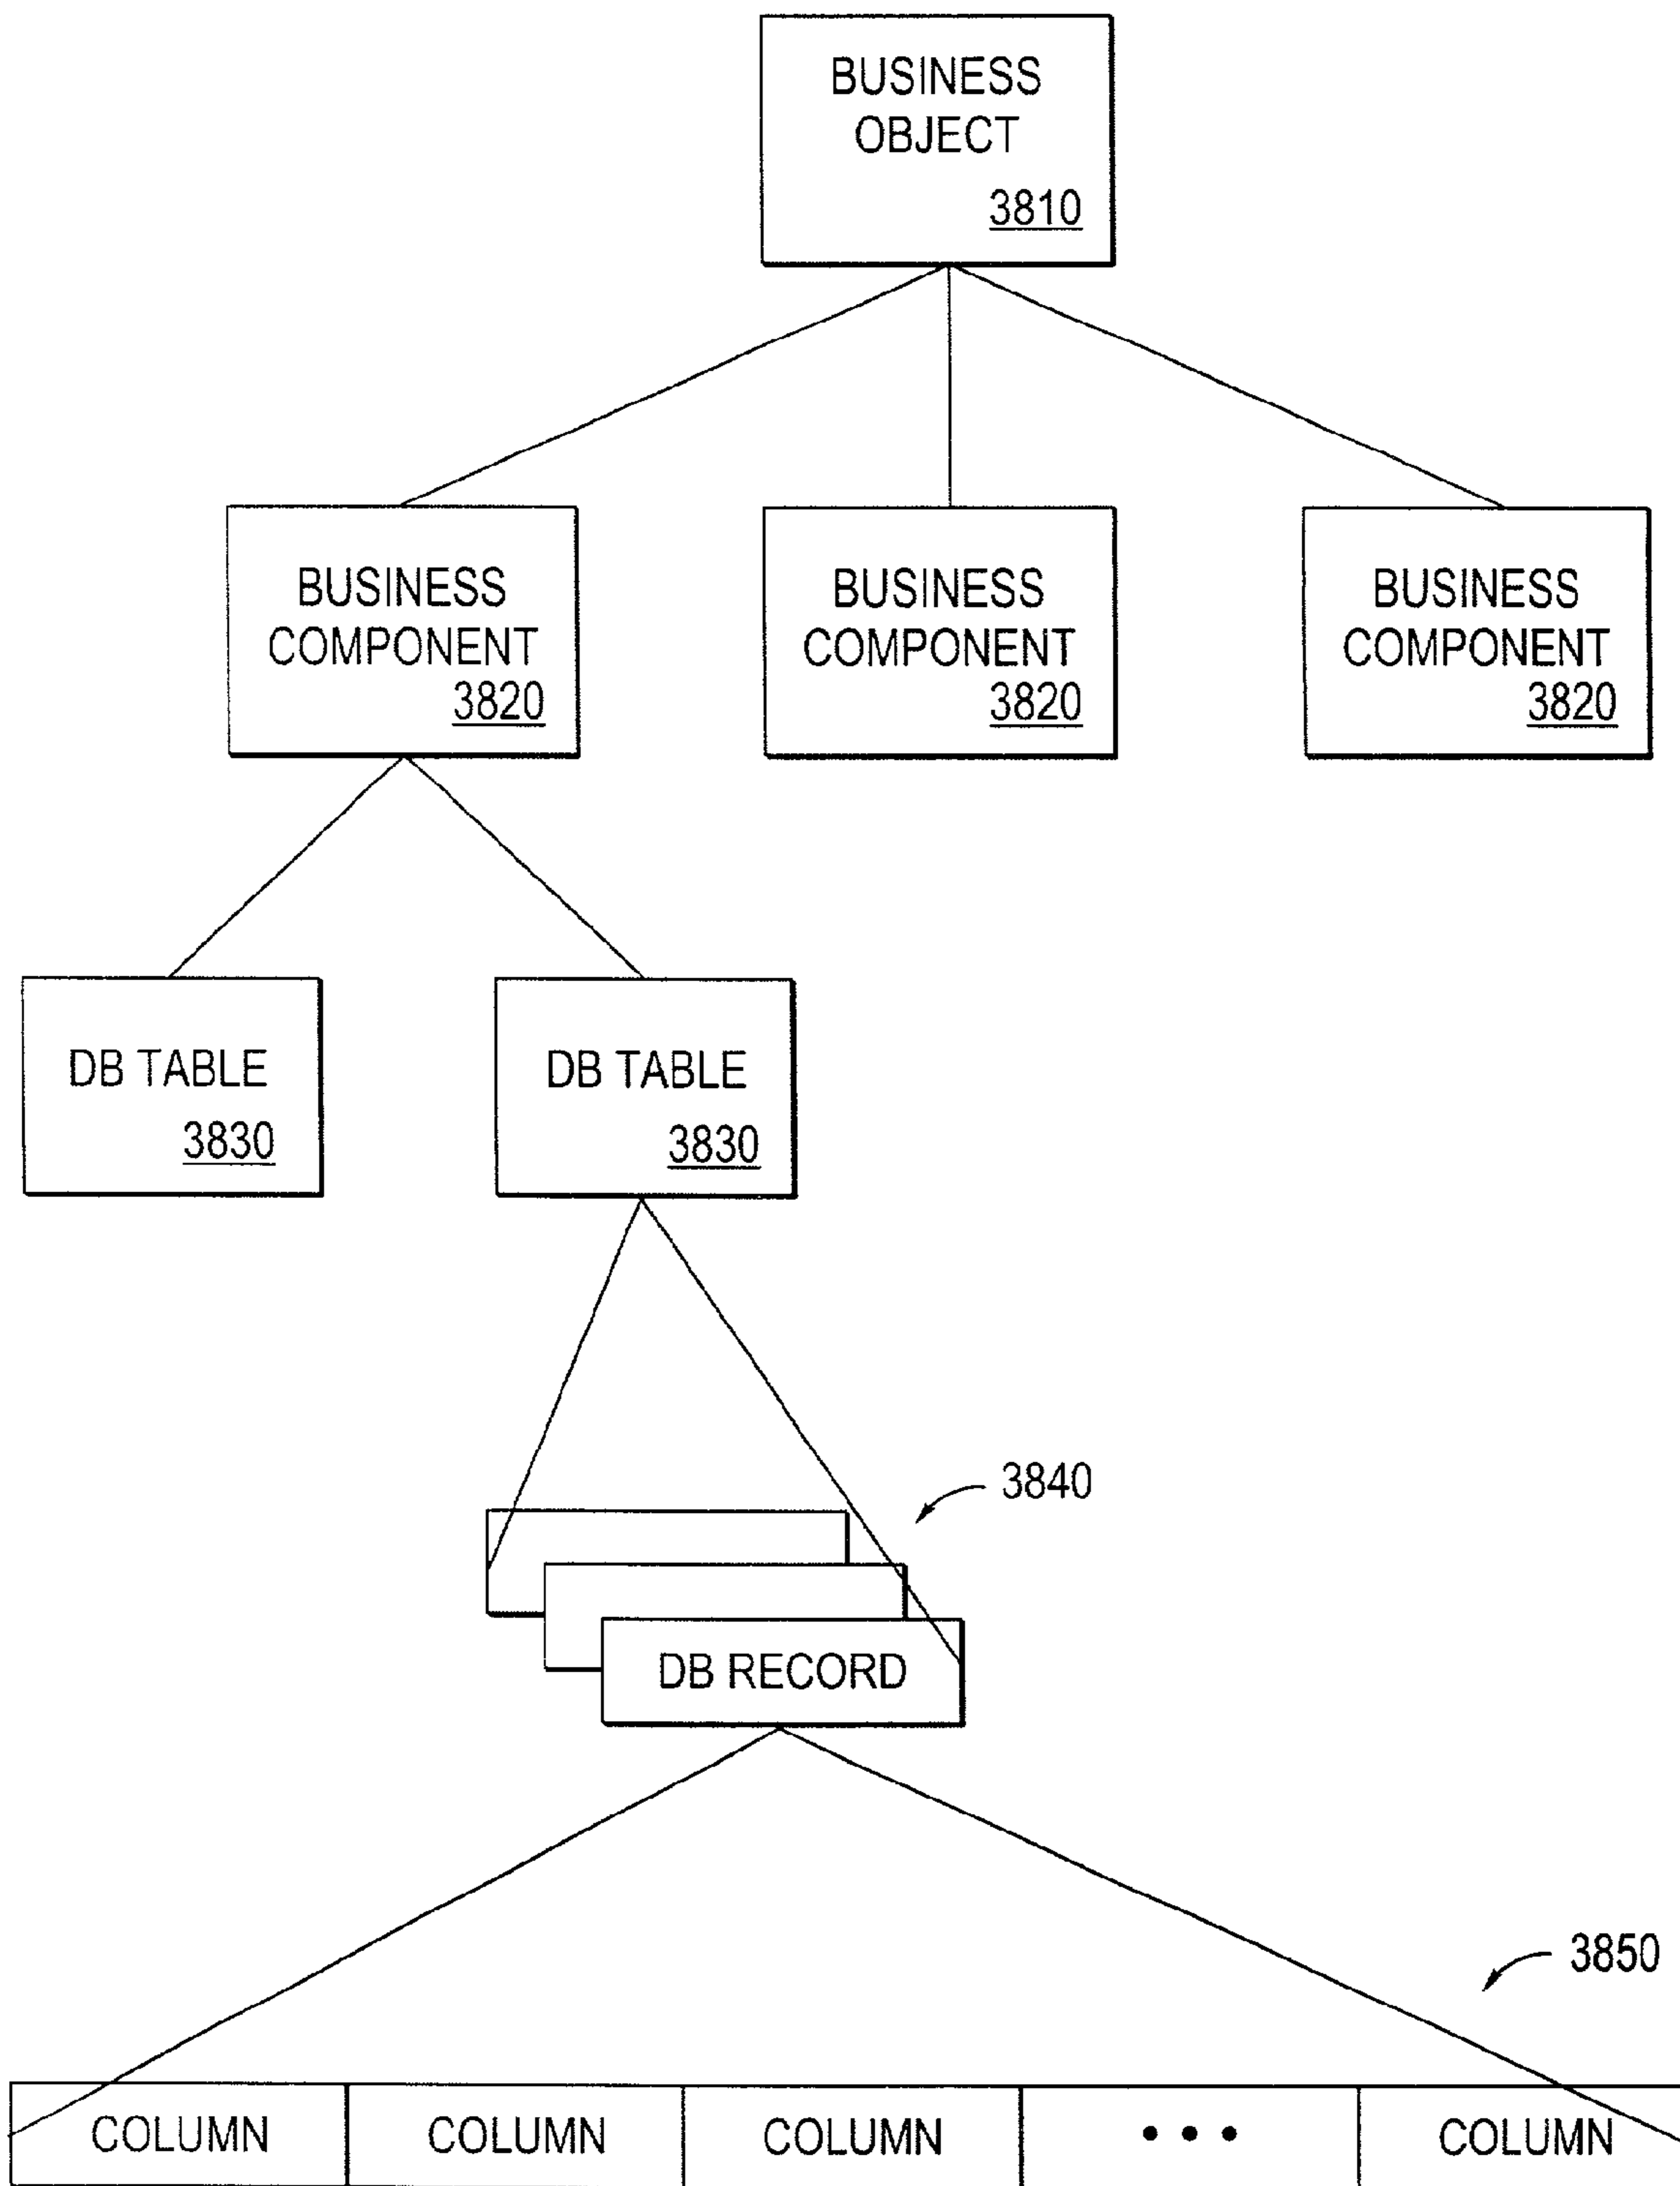 BUSINESS
OBJECT
3810
BUSINESS
COMPONENT
3820
BUSINESS
COMPONENT
3820
BUSINESS
COMPONENT
3820
DB TABLE
3830
DB TABLE
3830
3840
DB RECORD
3850
COLUMN COLUMN COLUMN • • • COLUMN